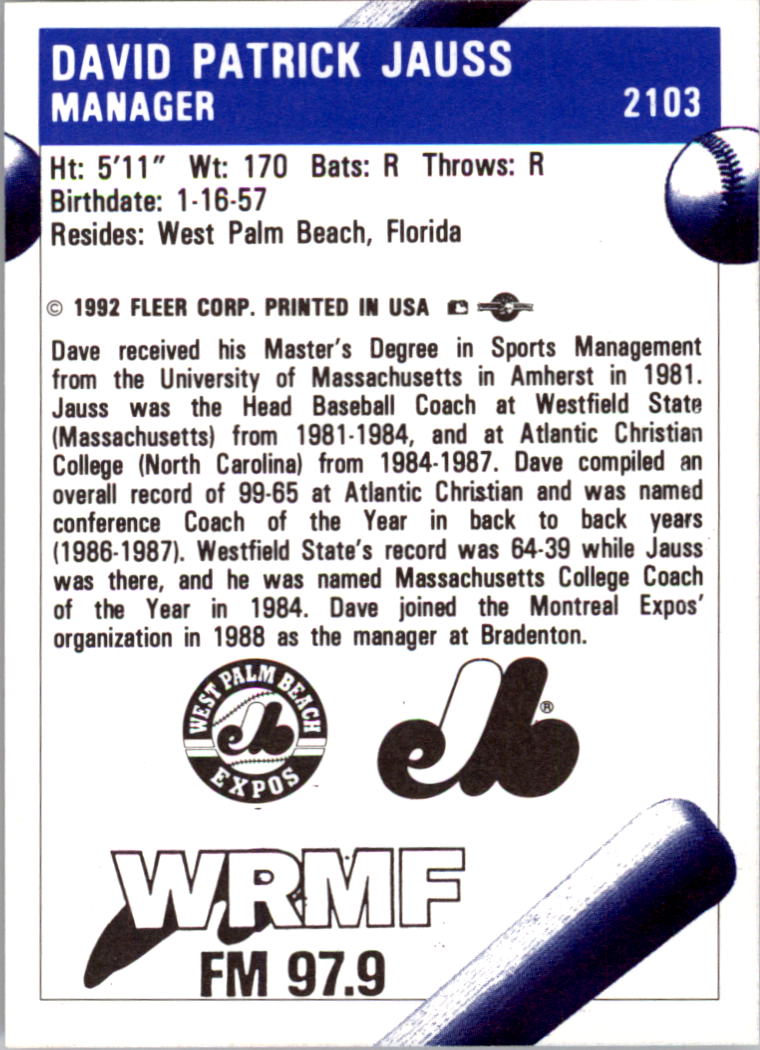 DAVID PATRICK JAUSS
MANAGER 2103
Ht: 5'11" Wt: 170 Bats: R Throws: R
Birthdate: 1-16-57
Resides: West Palm Beach, Florida
© 1992 FLEER CORP. PRINTED IN USA
Dave received his Master's Degree in Sports Management
from the University of Massachusetts in Amherst in 1981.
Jauss was the Head Baseball Coach at Westfield State
(Massachusetts) from 1981-1984, and at Atlantic Christian
College (North Carolina) from 1984-1987. Dave compiled an
overall record of 99-65 at Atlantic Christian and was named
conference Coach of the Year in back to back years
(1986-1987). Westfield State's record was 64-39 while Jauss
was there, and he was named Massachusetts College Coach
of the Year in 1984. Dave joined the Montreal Expos'
organization in 1988 as the manager at Bradenton.
WEST PALM BEACH
EXPOS
®
WRMF
FM 97.9